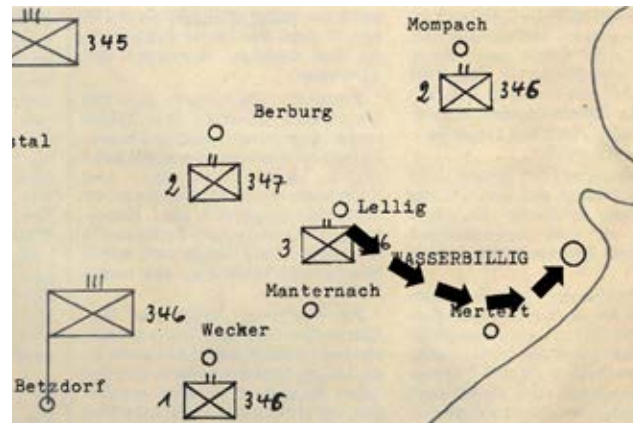 345
Mompach
2 346
Berburg
stal
2 347
Lellig
3
WASSERBILLIG
Manternach
Mertert
346
Wecker
Betzdorf
1 346